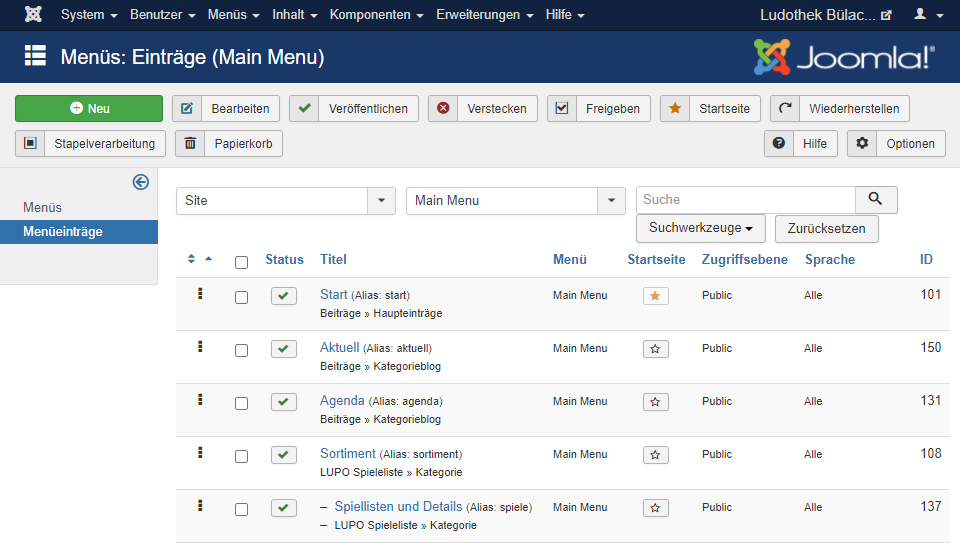 System Benutzer Menüs Inhalt Komponenten Erweiterungen Hilfe Ludothek Bülac...
Menüs: Einträge (Main Menu) Joomla!®
Neu Bearbeiten Veröffentlichen Verstecken Freigeben Startseite Wiederherstellen
Stapelverarbeitung Papierkorb Hilfe Optionen
Menüs
Menüeinträge
Site Main Menu Suche
Suchwerkzeuge Zurücksetzen
Status Titel Menü Startseite Zugriffsebene Sprache ID
Start (Alias: start) Main Menu Public Alle 101
Beiträge » Haupteinträge
Aktuell (Alias: aktuell) Main Menu Public Alle 150
Beiträge » Kategorieblog
Agenda (Alias: agenda) Main Menu Public Alle 131
Beiträge » Kategorieblog
Sortiment (Alias: sortiment) Main Menu Public Alle 108
LUPO Spieleliste » Kategorie
– Spiellisten und Details (Alias: spiele) Main Menu Public Alle 137
– LUPO Spieleliste » Kategorie